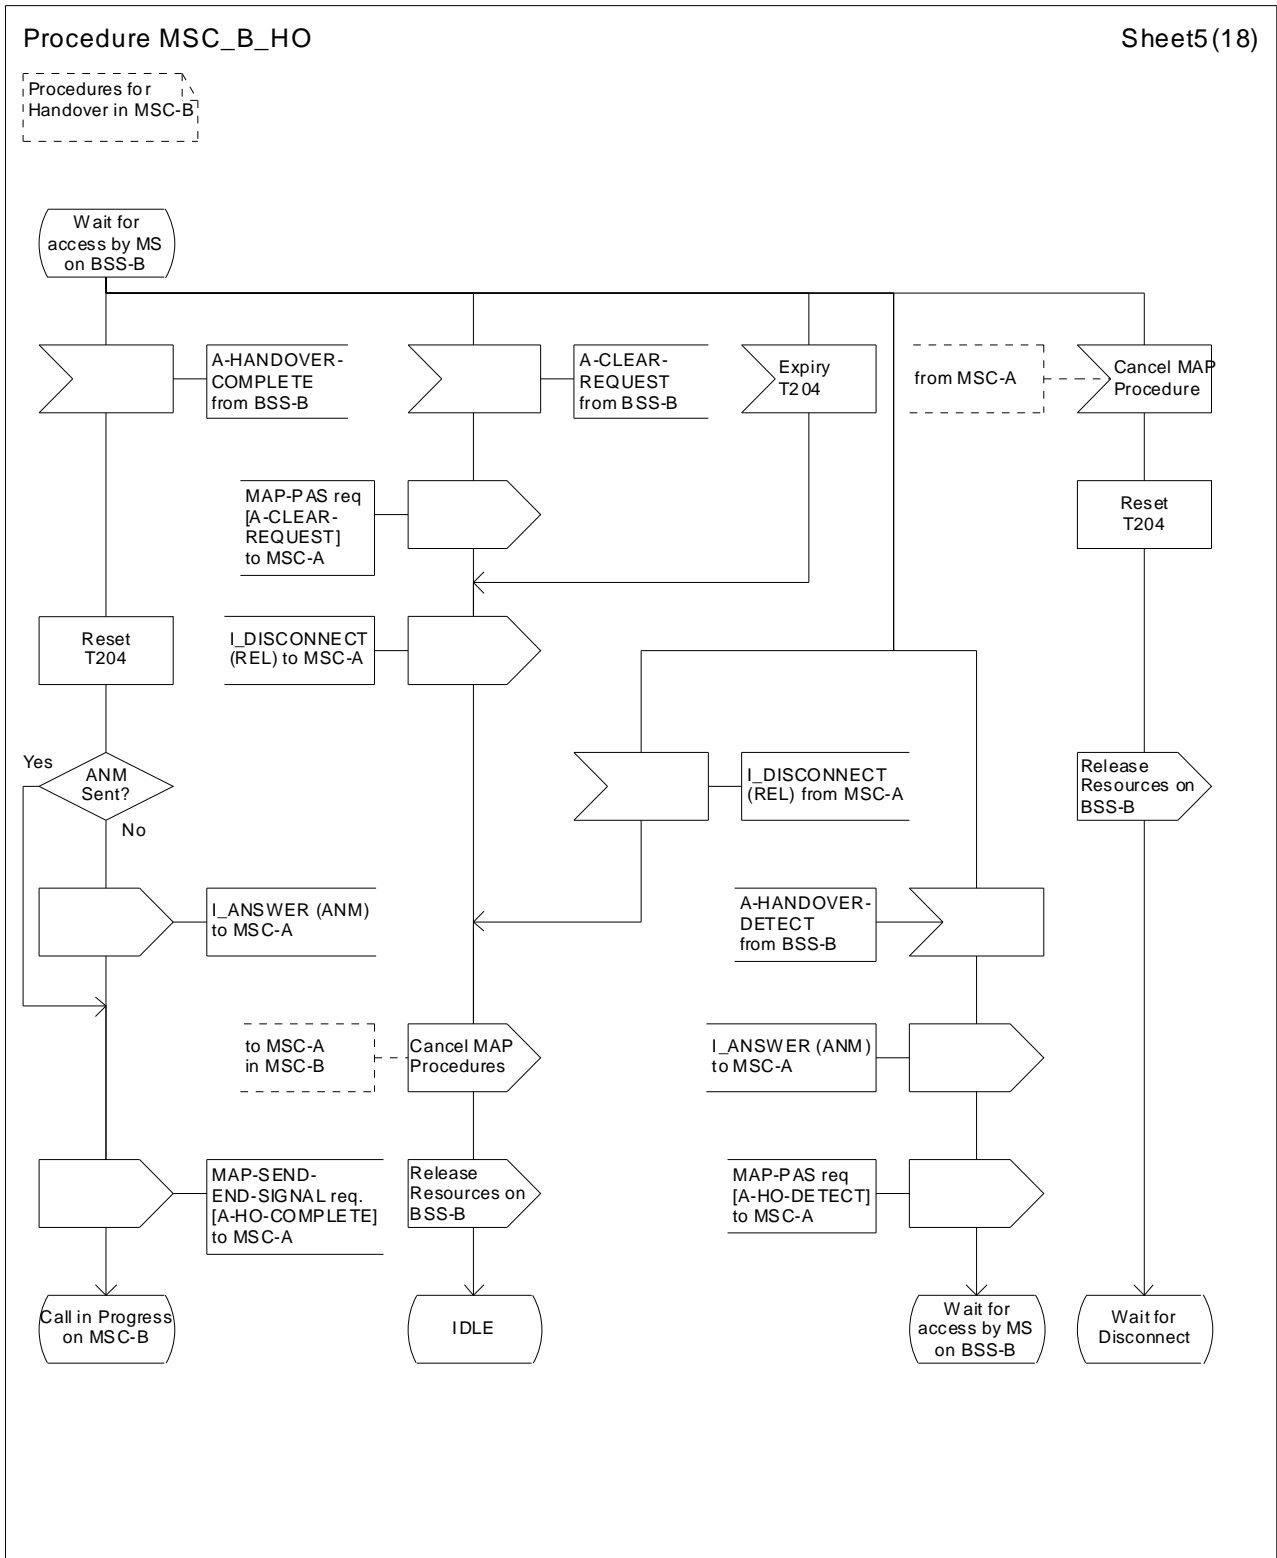 Procedure MSC_B_HO
Sheet5(18)
Procedures for
Handover in MSC-B
Wait for
access by MS
on BSS-B
A-HANDOVER-
COMPLETE
from BSS-B
A-CLEAR-
REQUEST
from BSS-B
Expiry
T204
from MSC-A
Cancel MAP
Procedure
MAP-PAS req
[A-CLEAR-
REQUEST]
to MSC-A
Reset
T204
Reset
T204
I_DISCONNECT
(REL) to MSC-A
Yes
ANM
Sent?
No
I_DISCONNECT
(REL) from MSC-A
Release
Resources on
BSS-B
I_ANSWER (ANM)
to MSC-A
A-HANDOVER-
DETECT
from BSS-B
to MSC-A
in MSC-B
Cancel MAP
Procedures
I_ANSWER (ANM)
to MSC-A
MAP-SEND-
END-SIGNAL req.
[A-HO-COMPLETE]
to MSC-A
Release
Resources on
BSS-B
MAP-PAS req
[A-HO-DETECT]
to MSC-A
Call in Progress
on MSC-B
IDLE
Wait for
access by MS
on BSS-B
Wait for
Disconnect